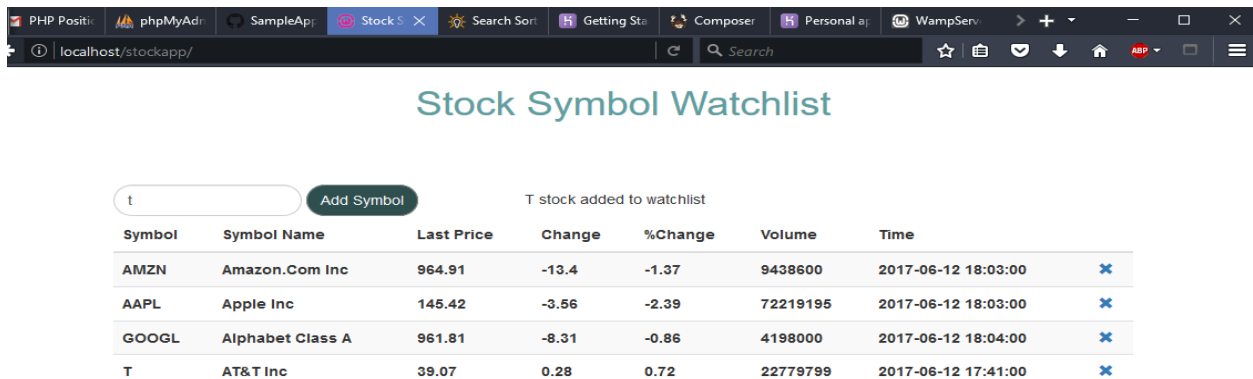 PHP Positic phpMyAdn SampleApp Stock S Search Sort Getting Sta Composer Personal ap WampServ
localhost/stockapp/ Search ABP
Stock Symbol Watchlist
t Add Symbol T stock added to watchlist
Symbol Symbol Name Last Price Change %Change Volume Time
AMZN Amazon.Com Inc 964.91 -13.4 -1.37 9438600 2017-06-12 18:03:00
AAPL Apple Inc 145.42 -3.56 -2.39 72219195 2017-06-12 18:03:00
GOOGL Alphabet Class A 961.81 -8.31 -0.86 4198000 2017-06-12 18:04:00
T AT&T Inc 39.07 0.28 0.72 22779799 2017-06-12 17:41:00